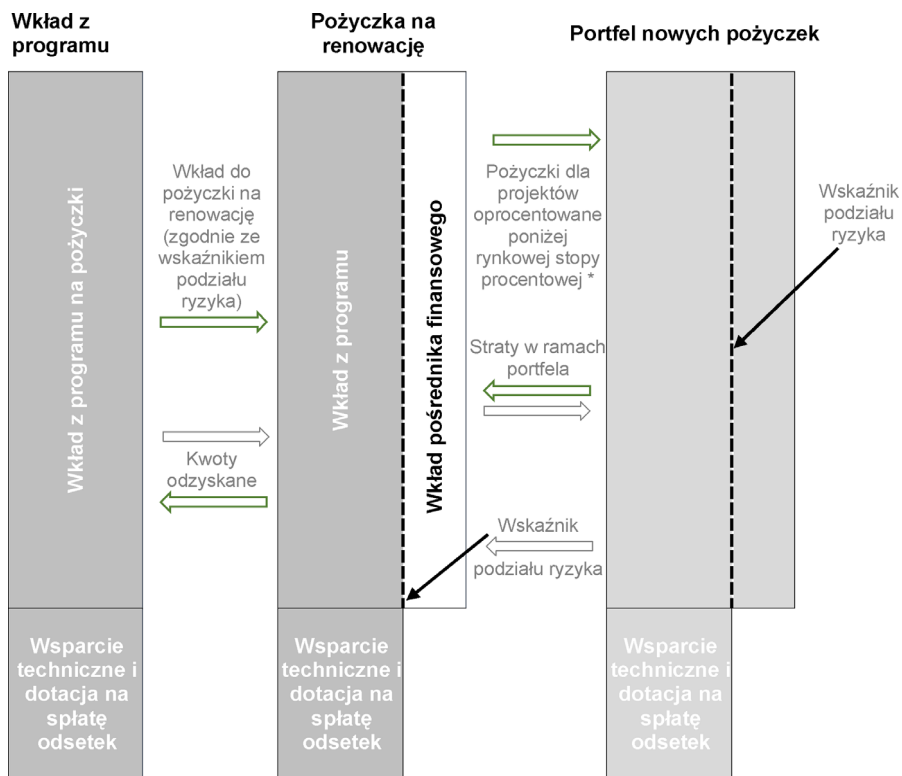 Wkład z
programu
Pożyczka na
renowację
Portfel nowych pożyczek
Wkład z programu na pożyczki
Wkład do
pożyczki na
renowację
(zgodnie ze
wskaźnikiem
podziału
ryzyka)
Kwoty
odzyskane
Wkład z programu
Wkład pośrednika finansowego
Pożyczki dla
projektów
oprocentowane
poniżej
rynkowej stopy
procentowej *
Straty w ramach
portfela
Wskaźnik
podziału ryzyka
Wskaźnik
podziału
ryzyka
Wsparcie
techniczne i
dotacja na
spłatę
odsetek
Wsparcie
techniczne i
dotacja na
spłatę
odsetek
Wsparcie
techniczne i
dotacja na
spłatę
odsetek